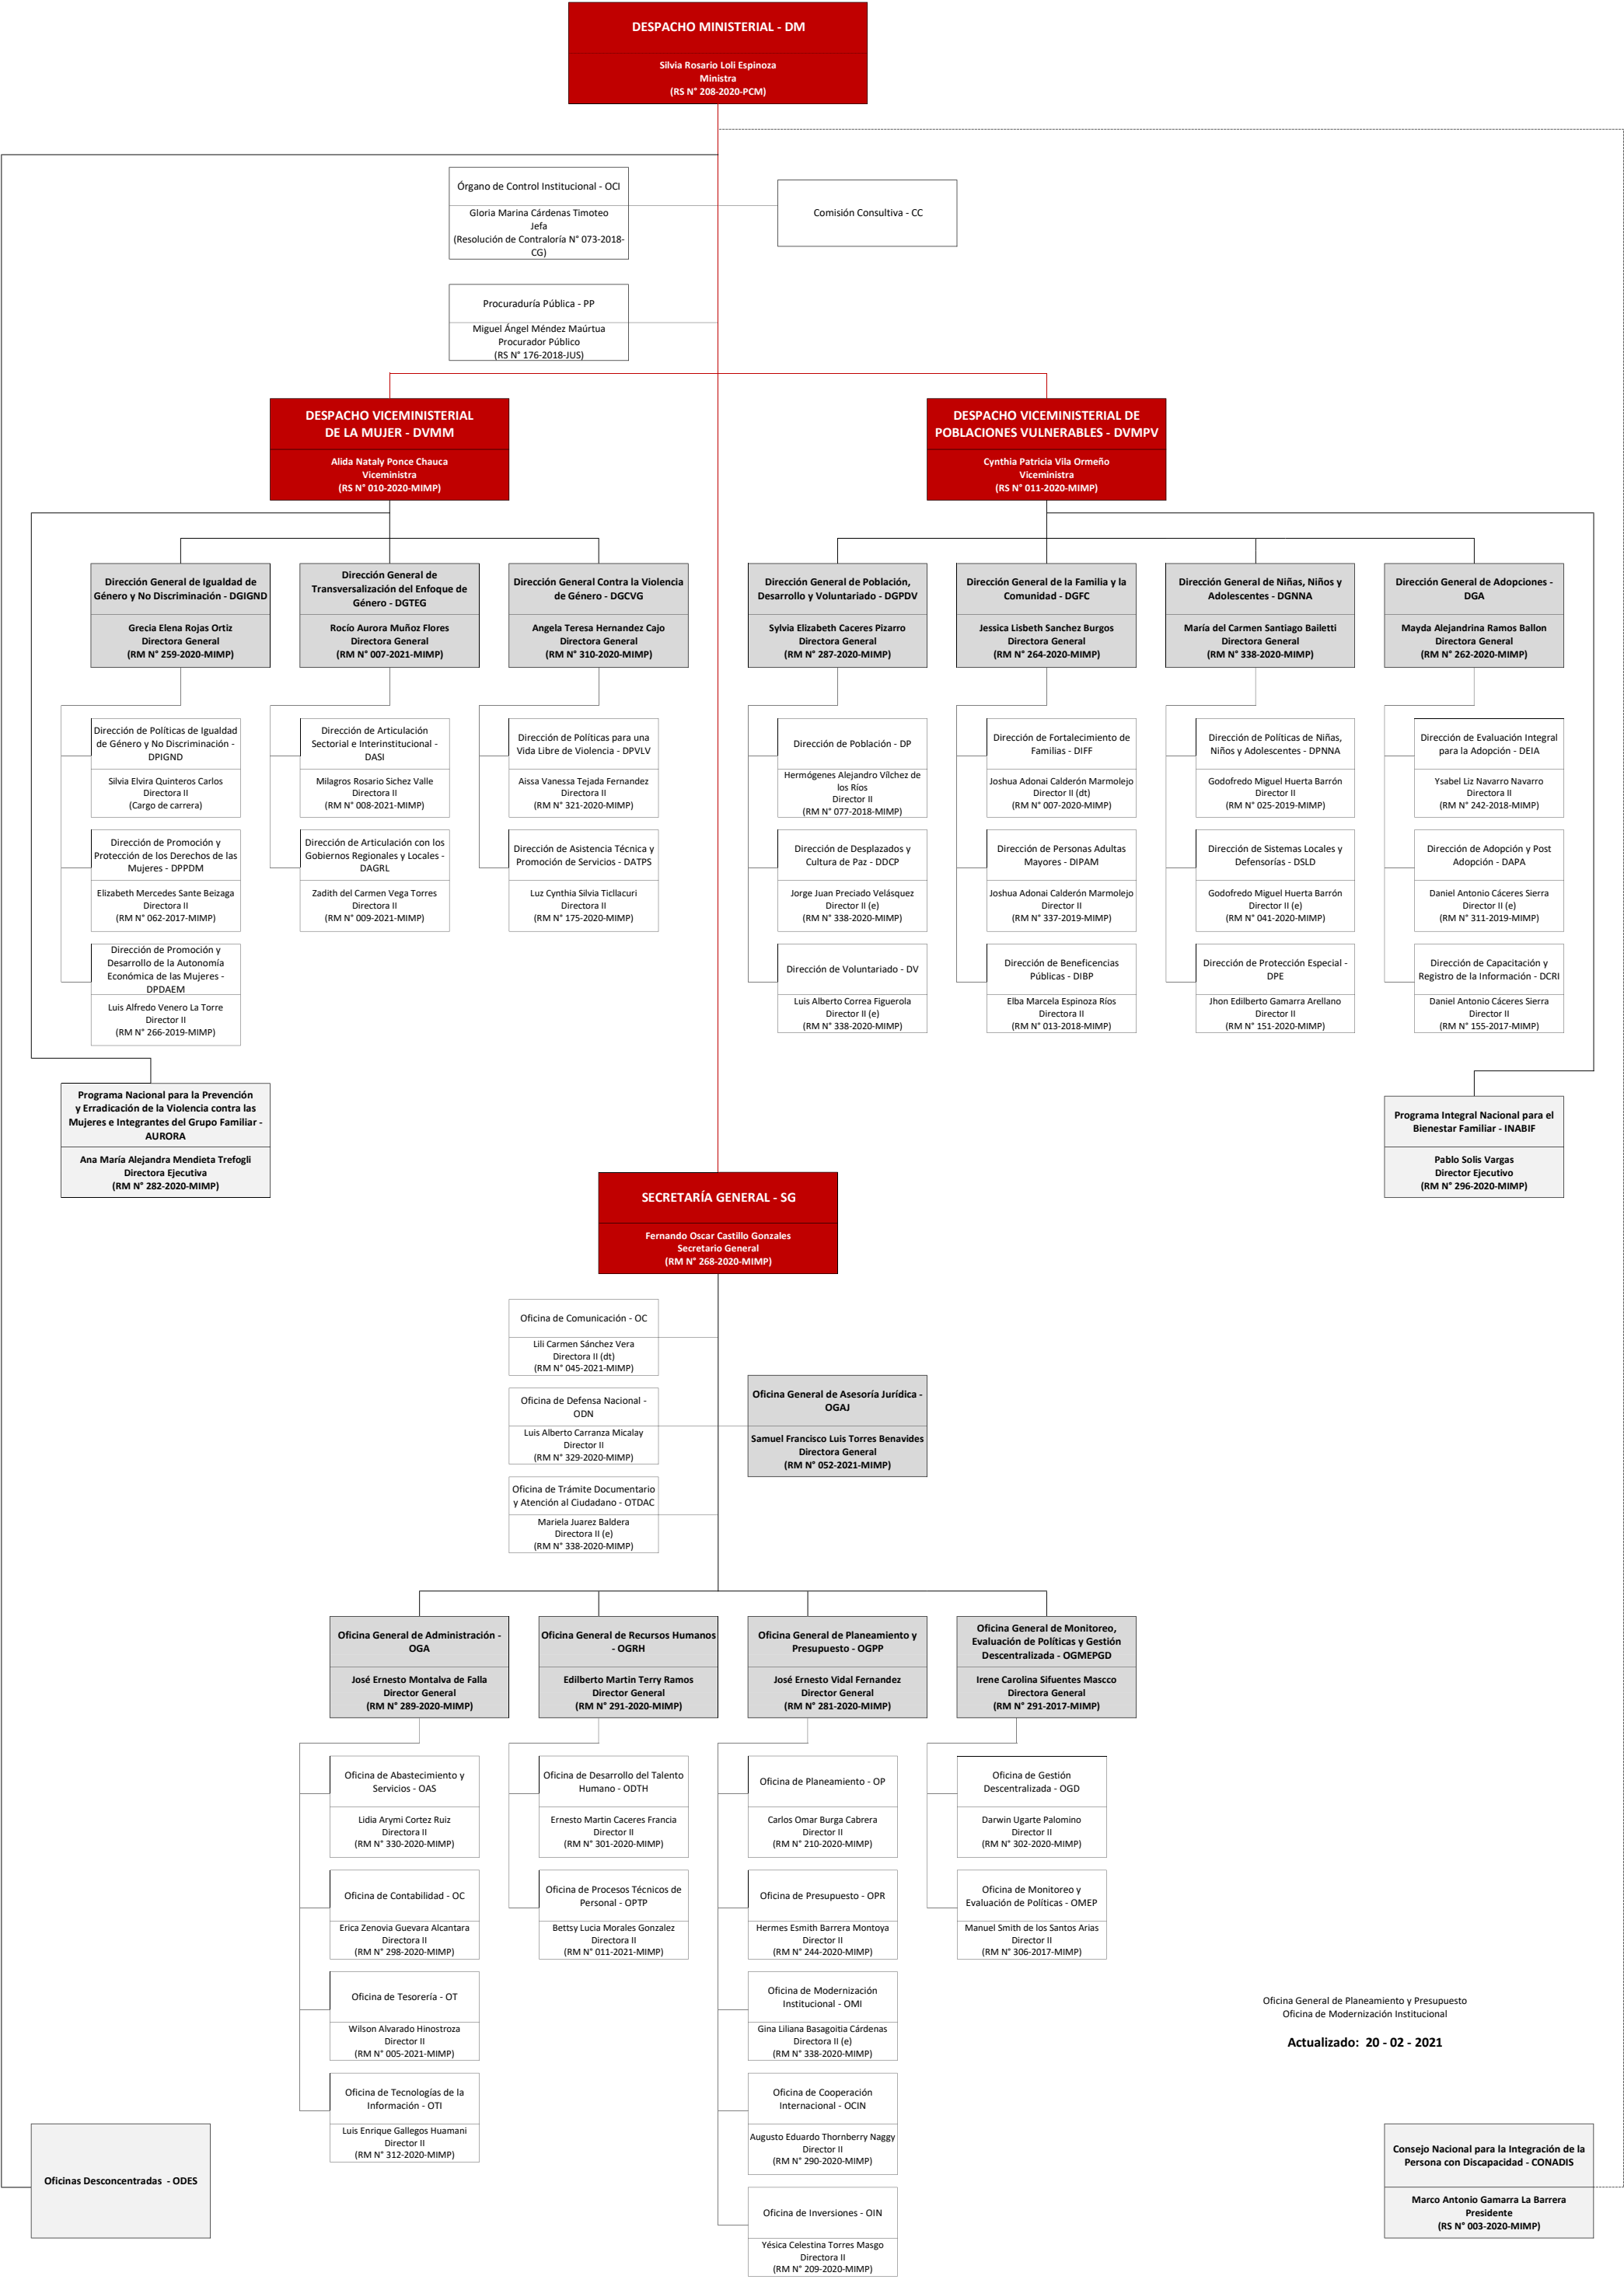 DESPACHO MINISTERIAL - DM
Silvia Rosario Loli Espinoza
Ministra
(RS N° 208-2020-PCM)
Órgano de Control Institucional - OCI
Gloria Marina Cárdenas Timoteo
Jefa
(Resolución de Contraloría N° 073-2018-
CG)
Comisión Consultiva - CC
Procuraduría Pública - PP
Miguel Ángel Méndez Maúrtua
Procurador Público
(RS N° 176-2018-JUS)
DESPACHO VICEMINISTERIAL
DE LA MUJER - DVMM
Alida Nataly Ponce Chauca
Viceministra
(RS N° 010-2020-MIMP)
DESPACHO VICEMINISTERIAL DE
POBLACIONES VULNERABLES - DVMPV
Cynthia Patricia Vila Ormeño
Viceministra
(RS N° 011-2020-MIMP)
Dirección General de Igualdad de
Género y No Discriminación - DGIGND
Grecia Elena Rojas Ortiz
Directora General
(RM N° 259-2020-MIMP)
Dirección General de
Transversalización del Enfoque de
Género - DGTEG
Rocío Aurora Muñoz Flores
Directora General
(RM N° 007-2021-MIMP)
Dirección General Contra la Violencia
de Género - DGCVG
Angela Teresa Hernandez Cajo
Directora General
(RM N° 310-2020-MIMP)
Dirección General de Población,
Desarrollo y Voluntariado - DGPDV
Sylvia Elizabeth Caceres Pizarro
Directora General
(RM N° 287-2020-MIMP)
Dirección General de la Familia y la
Comunidad - DGFC
Jessica Lisbeth Sanchez Burgos
Directora General
(RM N° 264-2020-MIMP)
Dirección General de Niñas, Niños y
Adolescentes - DGNNA
María del Carmen Santiago Bailetti
Directora General
(RM N° 338-2020-MIMP)
Dirección General de Adopciones -
DGA
Mayda Alejandrina Ramos Ballon
Directora General
(RM N° 262-2020-MIMP)
Dirección de Políticas de Igualdad
de Género y No Discriminación -
DPIGND
Silvia Elvira Quinteros Carlos
Directora II
(Cargo de carrera)
Dirección de Articulación
Sectorial e Interinstitucional -
DASI
Milagros Rosario Sichez Valle
Directora II
(RM N° 008-2021-MIMP)
Dirección de Políticas para una
Vida Libre de Violencia - DPVLV
Aissa Vanessa Tejada Fernandez
Directora II
(RM N° 321-2020-MIMP)
Dirección de Población - DP
Hermógenes Alejandro Vílchez de
los Ríos
Director II
(RM N° 077-2018-MIMP)
Dirección de Fortalecimiento de
Familias - DIFF
Joshua Adonai Calderón Marmolejo
Director II (dt)
(RM N° 007-2020-MIMP)
Dirección de Políticas de Niñas,
Niños y Adolescentes - DPNNA
Godofredo Miguel Huerta Barrón
Director II
(RM N° 025-2019-MIMP)
Dirección de Evaluación Integral
para la Adopción - DEIA
Ysabel Liz Navarro Navarro
Directora II
(RM N° 242-2018-MIMP)
Dirección de Promoción y
Protección de los Derechos de las
Mujeres - DPPDM
Elizabeth Mercedes Sante Beizaga
Directora II
(RM N° 062-2017-MIMP)
Dirección de Articulación con los
Gobiernos Regionales y Locales -
DAGRL
Zadith del Carmen Vega Torres
Directora II
(RM N° 009-2021-MIMP)
Dirección de Asistencia Técnica y
Promoción de Servicios - DATPS
Luz Cynthia Silvia Ticllacuri
Directora II
(RM N° 175-2020-MIMP)
Dirección de Desplazados y
Cultura de Paz - DDCP
Jorge Juan Preciado Velásquez
Director II (e)
(RM N° 338-2020-MIMP)
Dirección de Personas Adultas
Mayores - DIPAM
Joshua Adonai Calderón Marmolejo
Director II
(RM N° 337-2019-MIMP)
Dirección de Sistemas Locales y
Defensorías - DSLD
Godofredo Miguel Huerta Barrón
Director II (e)
(RM N° 041-2020-MIMP)
Dirección de Adopción y Post
Adopción - DAPA
Daniel Antonio Cáceres Sierra
Director II (e)
(RM N° 311-2019-MIMP)
Dirección de Promoción y
Desarrollo de la Autonomía
Económica de las Mujeres -
DPDAEM
Luis Alfredo Venero La Torre
Director II
(RM N° 266-2019-MIMP)
Dirección de Voluntariado - DV
Luis Alberto Correa Figuerola
Director II (e)
(RM N° 338-2020-MIMP)
Dirección de Beneficencias
Públicas - DIBP
Elba Marcela Espinoza Ríos
Directora II
(RM N° 013-2018-MIMP)
Dirección de Protección Especial -
DPE
Jhon Edilberto Gamarra Arellano
Director II
(RM N° 151-2020-MIMP)
Dirección de Capacitación y
Registro de la Información - DCRI
Daniel Antonio Cáceres Sierra
Director II
(RM N° 155-2017-MIMP)
Programa Nacional para la Prevención
y Erradicación de la Violencia contra las
Mujeres e Integrantes del Grupo Familiar -
AURORA
Ana María Alejandra Mendieta Trefogli
Directora Ejecutiva
(RM N° 282-2020-MIMP)
Programa Integral Nacional para el
Bienestar Familiar - INABIF
Pablo Solis Vargas
Director Ejecutivo
(RM N° 296-2020-MIMP)
SECRETARÍA GENERAL - SG
Fernando Oscar Castillo Gonzales
Secretario General
(RM N° 268-2020-MIMP)
Oficina de Comunicación - OC
Lili Carmen Sánchez Vera
Directora II (dt)
(RM N° 045-2021-MIMP)
Oficina de Defensa Nacional -
ODN
Luis Alberto Carranza Micalay
Director II
(RM N° 329-2020-MIMP)
Oficina General de Asesoría Jurídica -
OGAJ
Samuel Francisco Luis Torres Benavides
Directora General
(RM N° 052-2021-MIMP)
Oficina de Trámite Documentario
y Atención al Ciudadano - OTDAC
Mariela Juarez Baldera
Directora II (e)
(RM N° 338-2020-MIMP)
Oficina General de Administración -
OGA
José Ernesto Montalva de Falla
Director General
(RM N° 289-2020-MIMP)
Oficina General de Recursos Humanos
- OGRH
Edilberto Martin Terry Ramos
Director General
(RM N° 291-2020-MIMP)
Oficina General de Planeamiento y
Presupuesto - OGPP
José Ernesto Vidal Fernandez
Director General
(RM N° 281-2020-MIMP)
Oficina General de Monitoreo,
Evaluación de Políticas y Gestión
Descentralizada - OGMEPGD
Irene Carolina Sifuentes Mascco
Directora General
(RM N° 291-2017-MIMP)
Oficina de Abastecimiento y
Servicios - OAS
Lidia Arymi Cortez Ruiz
Directora II
(RM N° 330-2020-MIMP)
Oficina de Desarrollo del Talento
Humano - ODTH
Ernesto Martin Caceres Francia
Director II
(RM N° 301-2020-MIMP)
Oficina de Planeamiento - OP
Carlos Omar Burga Cabrera
Director II
(RM N° 210-2020-MIMP)
Oficina de Gestión
Descentralizada - OGD
Darwin Ugarte Palomino
Director II
(RM N° 302-2020-MIMP)
Oficina de Contabilidad - OC
Erica Zenovia Guevara Alcantara
Directora II
(RM N° 298-2020-MIMP)
Oficina de Procesos Técnicos de
Personal - OPTP
Bettsy Lucia Morales Gonzalez
Directora II
(RM N° 011-2021-MIMP)
Oficina de Presupuesto - OPR
Hermes Esmith Barrera Montoya
Director II
(RM N° 244-2020-MIMP)
Oficina de Monitoreo y
Evaluación de Políticas - OMEP
Manuel Smith de los Santos Arias
Director II
(RM N° 306-2017-MIMP)
Oficina de Tesorería - OT
Wilson Alvarado Hinostroza
Director II
(RM N° 005-2021-MIMP)
Oficina de Modernización
Institucional - OMI
Gina Liliana Basagoitia Cárdenas
Directora II (e)
(RM N° 338-2020-MIMP)
Oficina General de Planeamiento y Presupuesto
Oficina de Modernización Institucional
Actualizado: 20 - 02 - 2021
Oficina de Tecnologías de la
Información - OTI
Luis Enrique Gallegos Huamani
Director II
(RM N° 312-2020-MIMP)
Oficina de Cooperación
Internacional - OCIN
Augusto Eduardo Thornberry Naggy
Director II
(RM N° 290-2020-MIMP)
Oficinas Desconcentradas - ODES
Consejo Nacional para la Integración de la
Persona con Discapacidad - CONADIS
Marco Antonio Gamarra La Barrera
Presidente
(RS N° 003-2020-MIMP)
Oficina de Inversiones - OIN
Yésica Celestina Torres Masgo
Directora II
(RM N° 209-2020-MIMP)